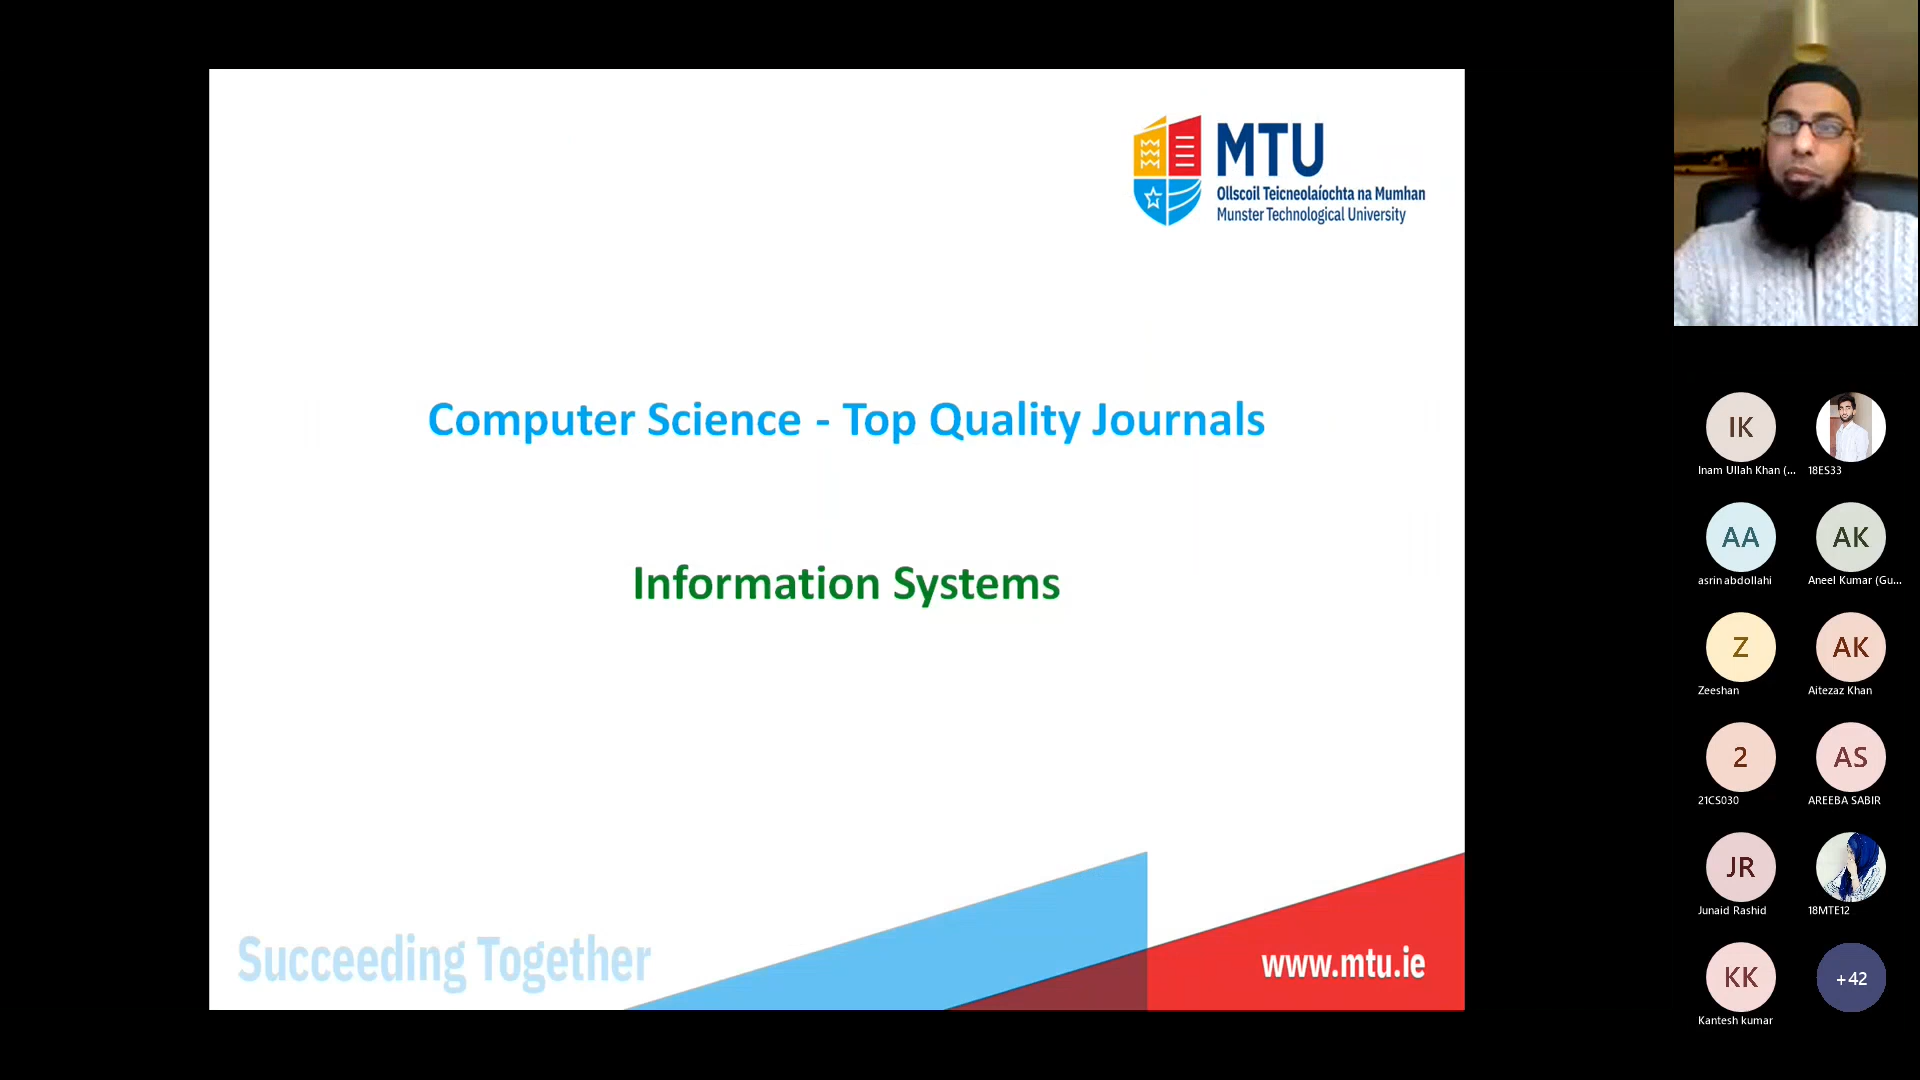 MTU
Ollscoil Teicneolaíochta na Mumhan
Munster Technological University
Computer Science - Top Quality Journals
Information Systems
Succeeding Together
www.mtu.ie
IK
Inam Ullah Khan (...
18ES33
AA
asrin abdollahi
AK
Aneel Kumar (Gu...
Z
Zeeshan
AK
Aitezaz Khan
2
21CS030
AS
AREEBA SABIR
JR
Junaid Rashid
18MTE12
KK
Kantesh kumar
+42